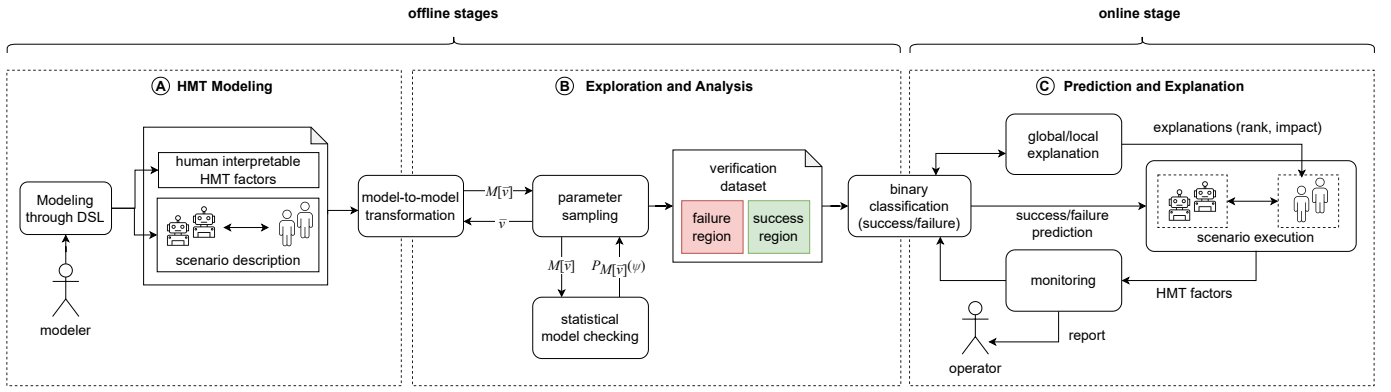 offline stages
online stage
A HMT Modeling
B Exploration and Analysis
C Prediction and Explanation
Modeling
through DSL
modeler
human interpretable
HMT factors
scenario description
model-to-model
transformation
M[v̅]
v̅
parameter
sampling
M[v̅]
P_{M[v̅]}(ψ)
statistical
model checking
verification
dataset
failure
region
success
region
binary
classification
(success/failure)
global/local
explanation
explanations (rank, impact)
success/failure
prediction
scenario execution
monitoring
HMT factors
report
operator